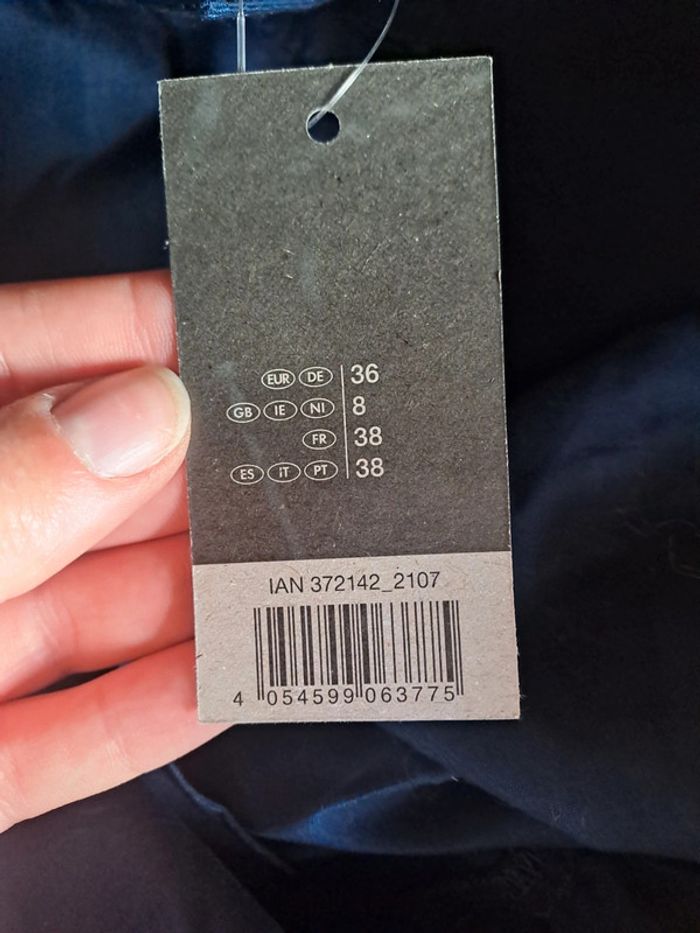 EUR DE 36
GB IE NI 8
FR 38
ES IT PT 38
IAN 372142_2107
4 054599 063775